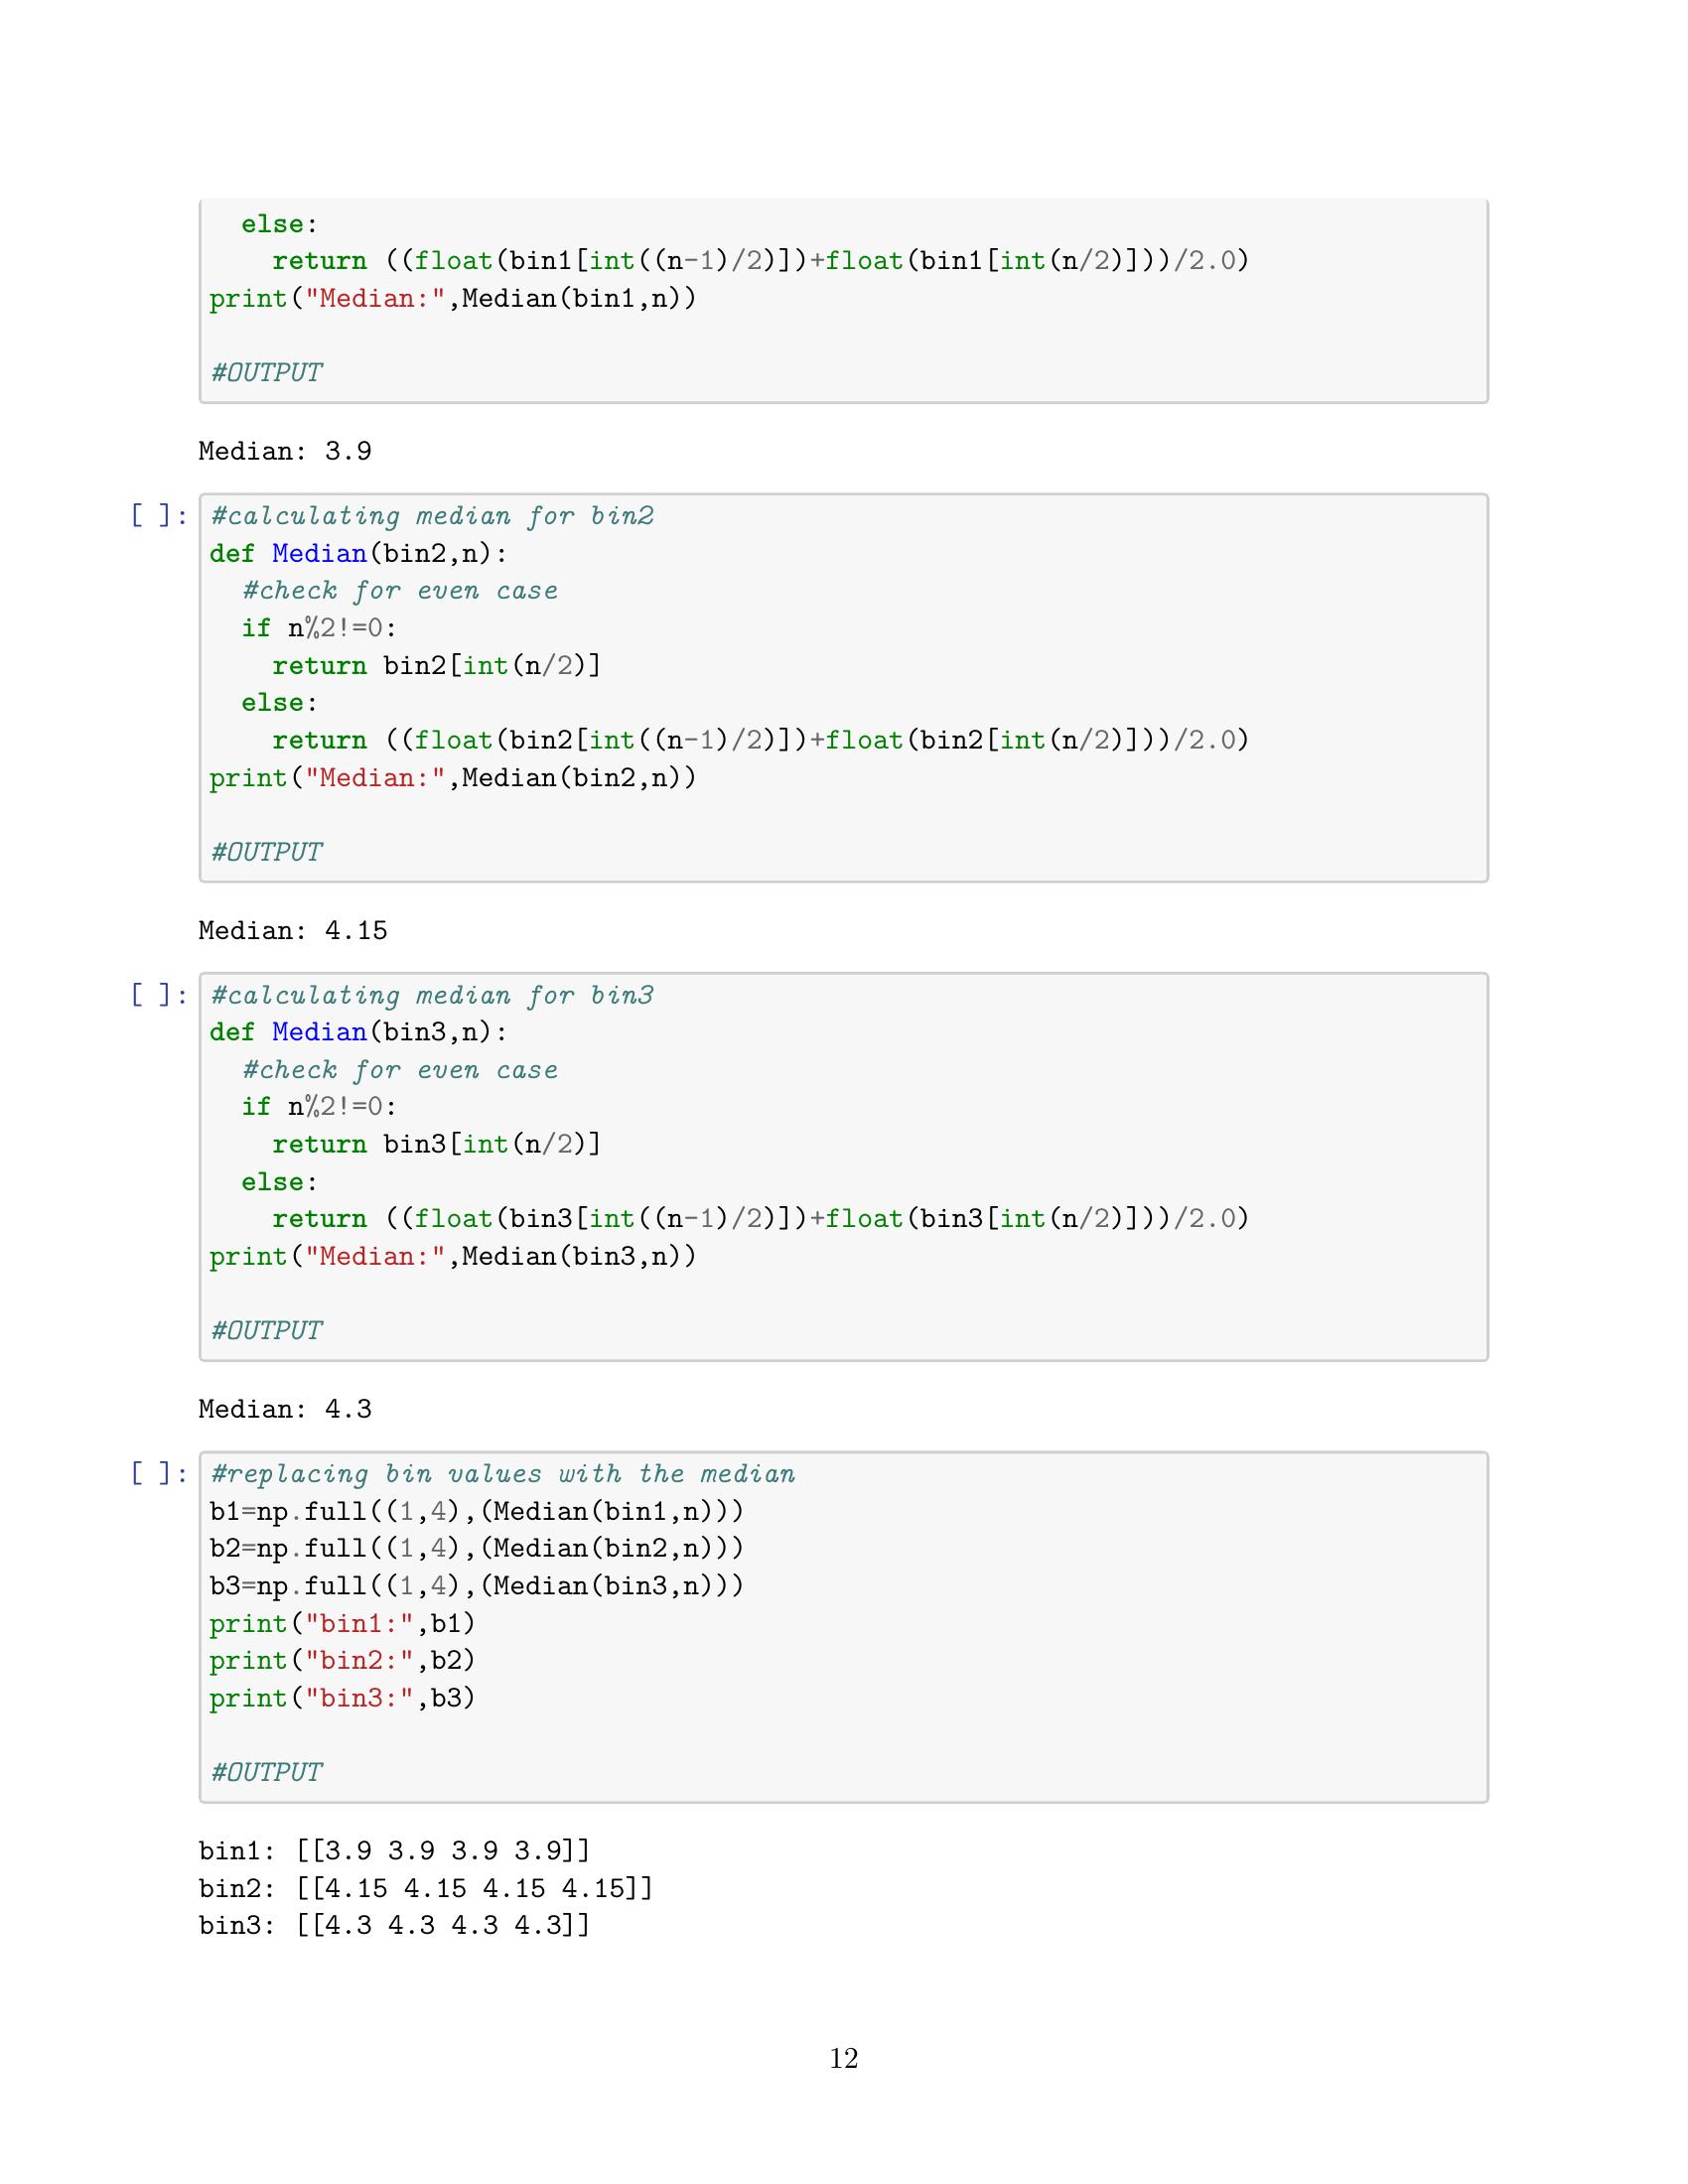 else:
return ((float(bin1[int((n-1)/2)])+float(bin1[int(n/2)]))/2.0)
print("Median:",Median(bin1,n))
#OUTPUT
Median: 3.9
[ ]: #calculating median for bin2
def Median(bin2,n):
#check for even case
if n%2!=0:
return bin2[int(n/2)]
else:
return ((float(bin2[int((n-1)/2)])+float(bin2[int(n/2)]))/2.0)
print("Median:",Median(bin2,n))
#OUTPUT
Median: 4.15
[ ]: #calculating median for bin3
def Median(bin3,n):
#check for even case
if n%2!=0:
return bin3[int(n/2)]
else:
return ((float(bin3[int((n-1)/2)])+float(bin3[int(n/2)]))/2.0)
print("Median:",Median(bin3,n))
#OUTPUT
Median: 4.3
[ ]: #replacing bin values with the median
b1=np.full((1,4),(Median(bin1,n)))
b2=np.full((1,4),(Median(bin2,n)))
b3=np.full((1,4),(Median(bin3,n)))
print("bin1:",b1)
print("bin2:",b2)
print("bin3:",b3)
#OUTPUT
bin1: [[3.9 3.9 3.9 3.9]]
bin2: [[4.15 4.15 4.15 4.15]]
bin3: [[4.3 4.3 4.3 4.3]]
12